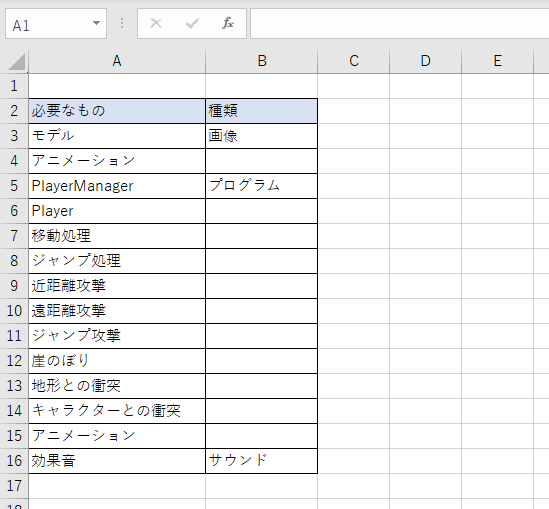 A1
fx
A B C D E
1
2 必要なもの 種類
3 モデル 画像
4 アニメーション
5 PlayerManager プログラム
6 Player
7 移動処理
8 ジャンプ処理
9 近距離攻撃
10 遠距離攻撃
11 ジャンプ攻撃
12 崖のぼり
13 地形との衝突
14 キャラクターとの衝突
15 アニメーション
16 効果音 サウンド
17